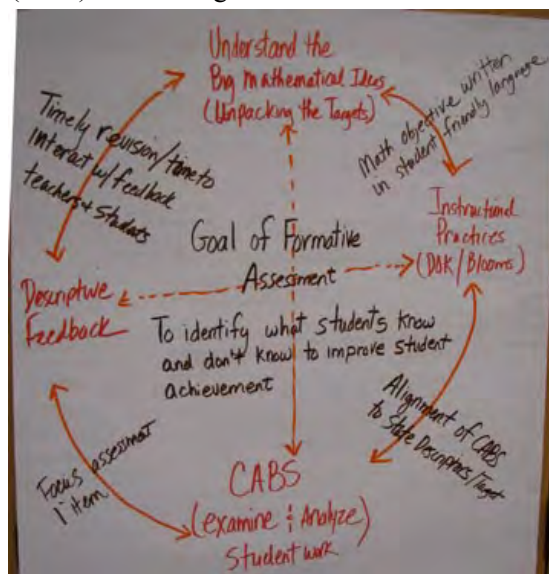 Understand the
Big Mathematical Ideas
(Unpacking the Targets)
Timely revision/time to
interact w/feedback
teachers + students
Math objective written
in student friendly language
Instructional
Practices
(DOK/Blooms)
Goal of Formative
Assessment
Descriptive
Feedback
To identify what students know
and don't know to improve student
achievement
Alignment of CABS
to State Descriptors/Target
Focus assessment
1 item
CABS
(examine & Analyze)
Student work